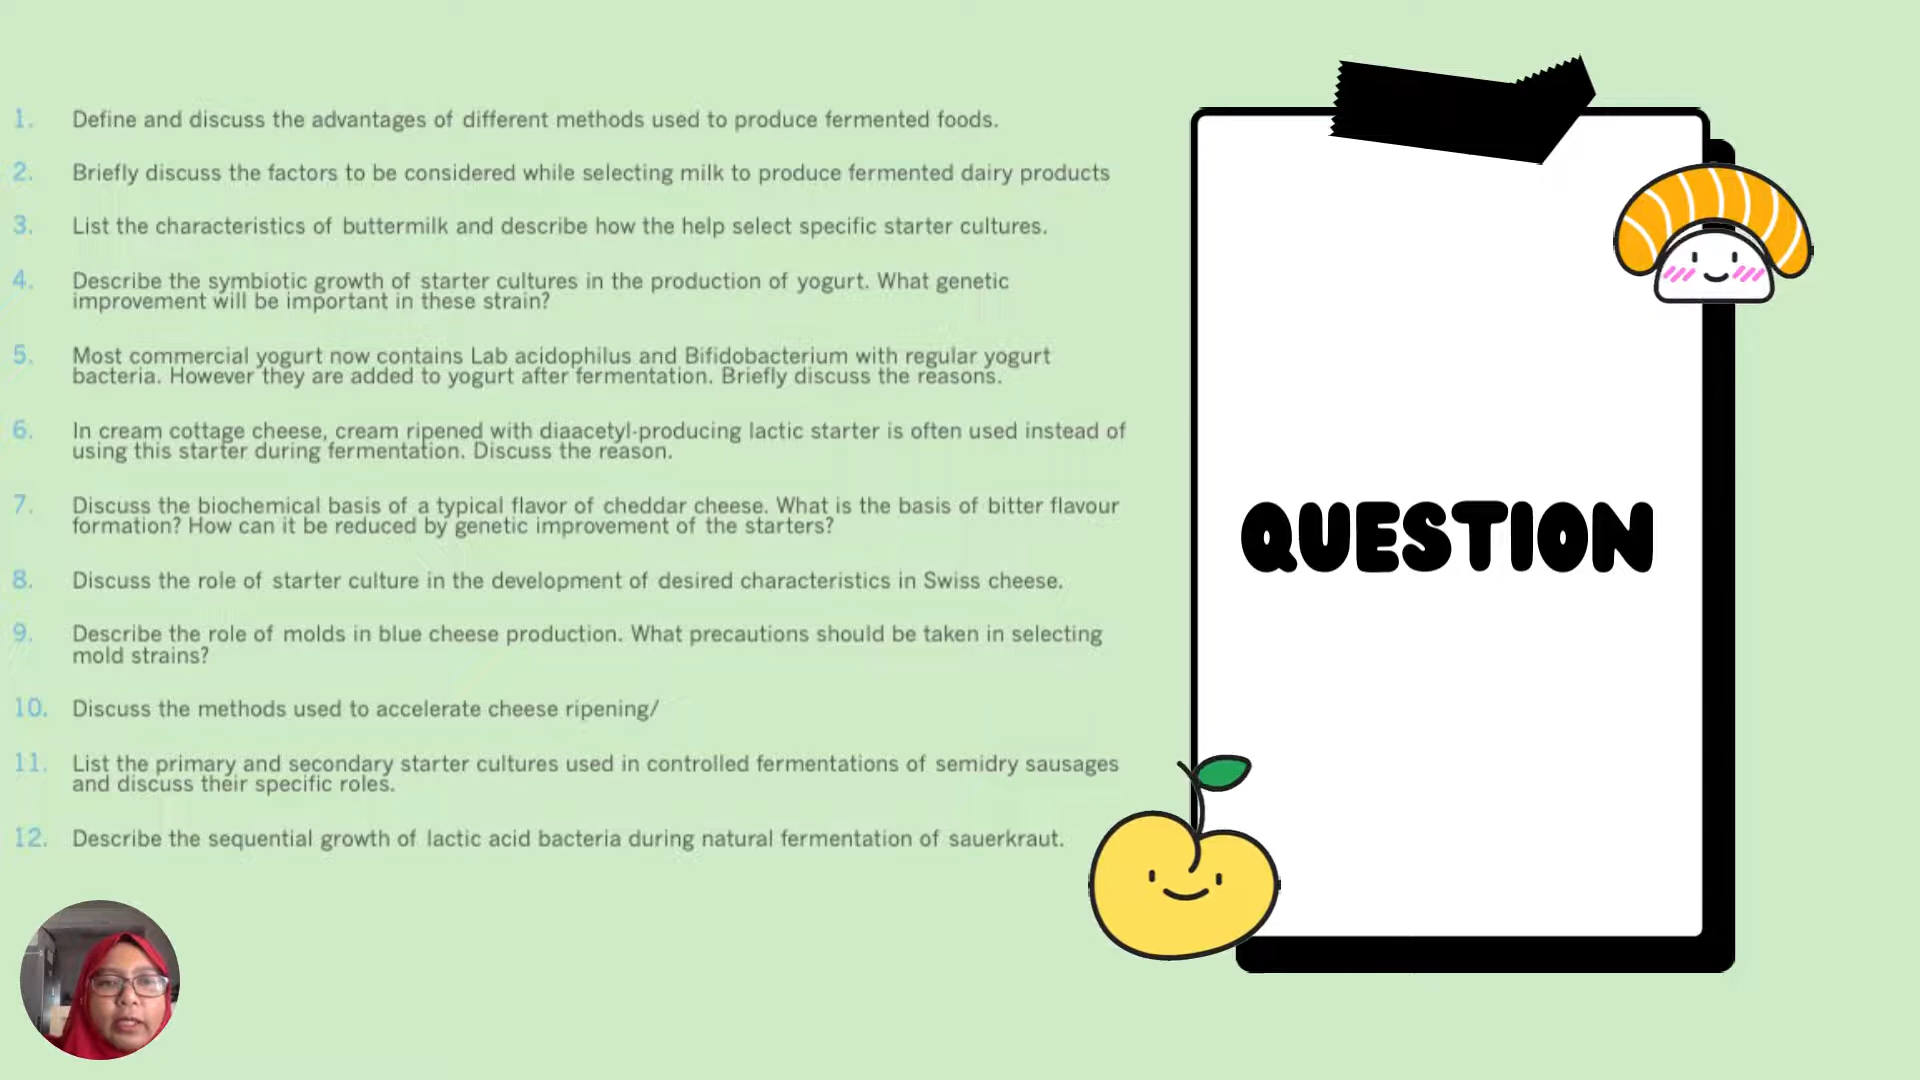 1. Define and discuss the advantages of different methods used to produce fermented foods.
2. Briefly discuss the factors to be considered while selecting milk to produce fermented dairy products
3. List the characteristics of buttermilk and describe how the help select specific starter cultures.
4. Describe the symbiotic growth of starter cultures in the production of yogurt. What genetic
improvement will be important in these strain?
5. Most commercial yogurt now contains Lab acidophilus and Bifidobacterium with regular yogurt
bacteria. However they are added to yogurt after fermentation. Briefly discuss the reasons.
6. In cream cottage cheese, cream ripened with diaacetyl-producing lactic starter is often used instead of
using this starter during fermentation. Discuss the reason.
7. Discuss the biochemical basis of a typical flavor of cheddar cheese. What is the basis of bitter flavour
formation? How can it be reduced by genetic improvement of the starters?
8. Discuss the role of starter culture in the development of desired characteristics in Swiss cheese.
9. Describe the role of molds in blue cheese production. What precautions should be taken in selecting
mold strains?
10. Discuss the methods used to accelerate cheese ripening/
11. List the primary and secondary starter cultures used in controlled fermentations of semidry sausages
and discuss their specific roles.
12. Describe the sequential growth of lactic acid bacteria during natural fermentation of sauerkraut.
QUESTION